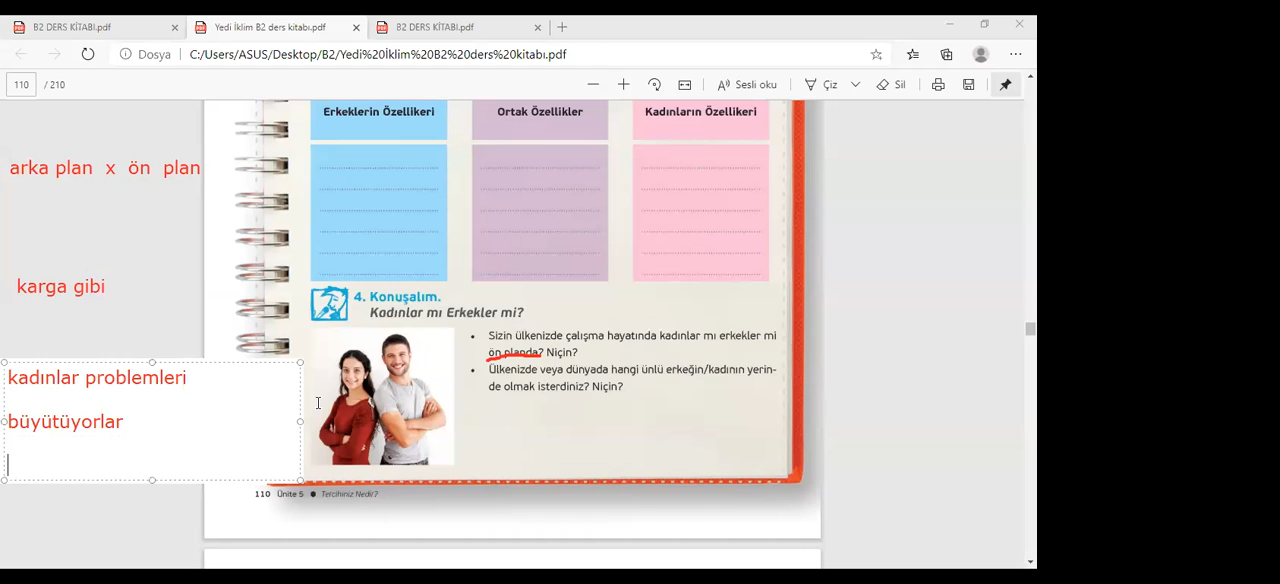 B2 DERS KİTABI.pdf
Yedi İklim B2 ders kitabı.pdf
B2 DERS KİTABI.pdf
Dosya
C:/Users/ASUS/Desktop/B2/Yedi%20İklim%20B2%20ders%20kitabı.pdf
110 / 210
Sesli oku
Çiz
Sil
Erkeklerin Özellikeri
Ortak Özellikler
Kadınların Özellikeri
arka plan x ön plan
karga gibi
4. Konuşalım.
Kadınlar mı Erkekler mi?
• Sizin ülkenizde çalışma hayatında kadınlar mı erkekler mi
ön planda? Niçin?
• Ülkenizde veya dünyada hangi ünlü erkeğin/kadının yerin-
de olmak isterdiniz? Niçin?
kadınlar problemleri
büyütüyorlar
110 Ünite 5 Tercihiniz Nedir?